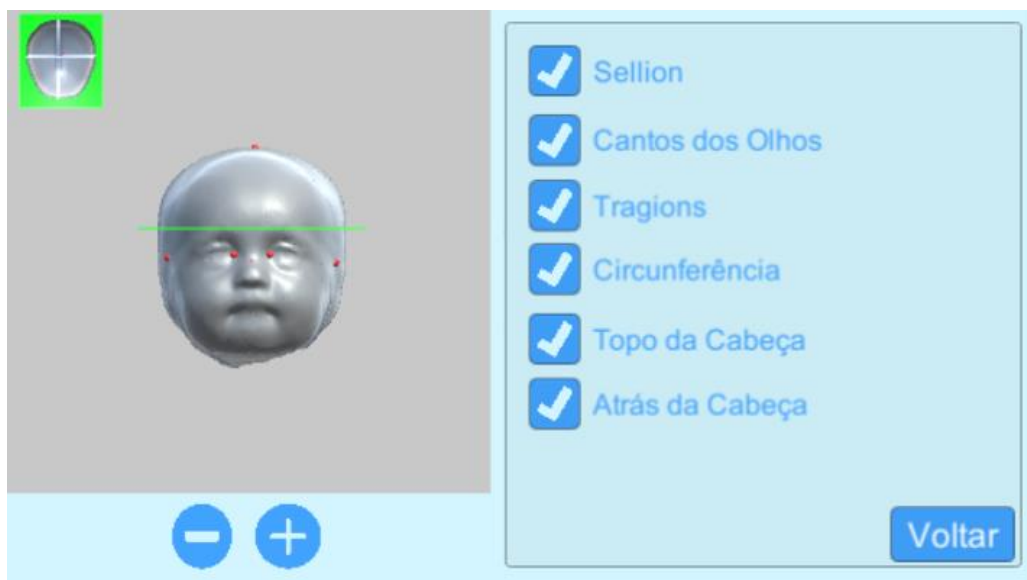 Sellion
Cantos dos Olhos
Tragions
Circunferência
Topo da Cabeça
Atrás da Cabeça
Voltar